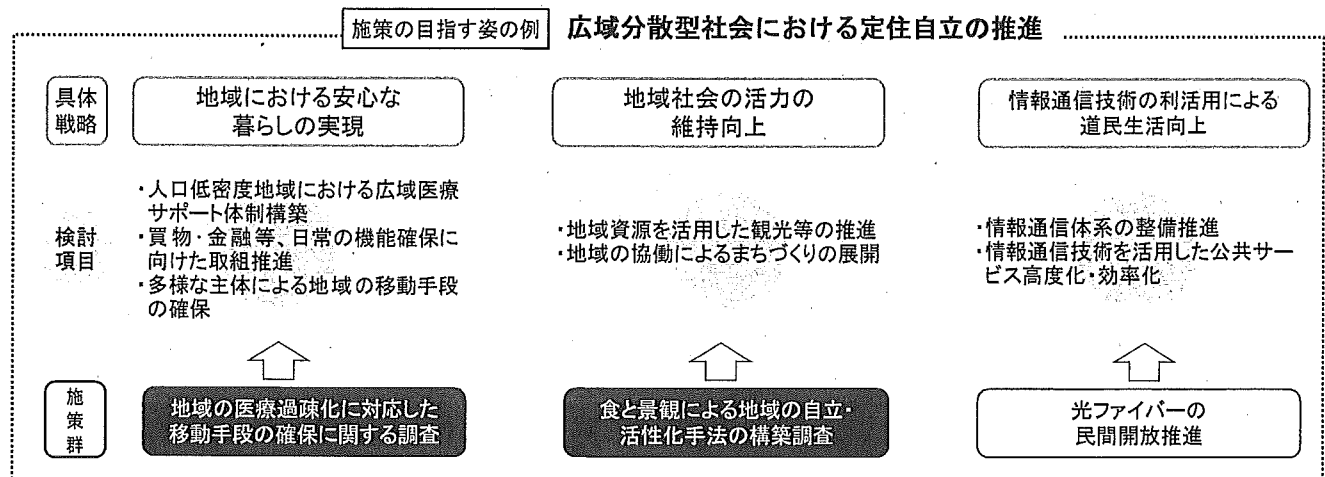 施策の目指す姿の例
広域分散型社会における定住自立の推進
具体
戦略
地域における安心な
暮らしの実現
地域社会の活力の
維持向上
情報通信技術の利活用による
道民生活向上
検討
項目
・人口低密度地域における広域医療
サポート体制構築
・買物・金融等、日常の機能確保に
向けた取組推進
・多様な主体による地域の移動手段
の確保
・地域資源を活用した観光等の推進
・地域の協働によるまちづくりの展開
・情報通信体系の整備推進
・情報通信技術を活用した公共サー
ビス高度化・効率化
施
策
群
地域の医療過疎化に対応した
移動手段の確保に関する調査
食と景観による地域の自立・
活性化手法の構築調査
光ファイバーの
民間開放推進